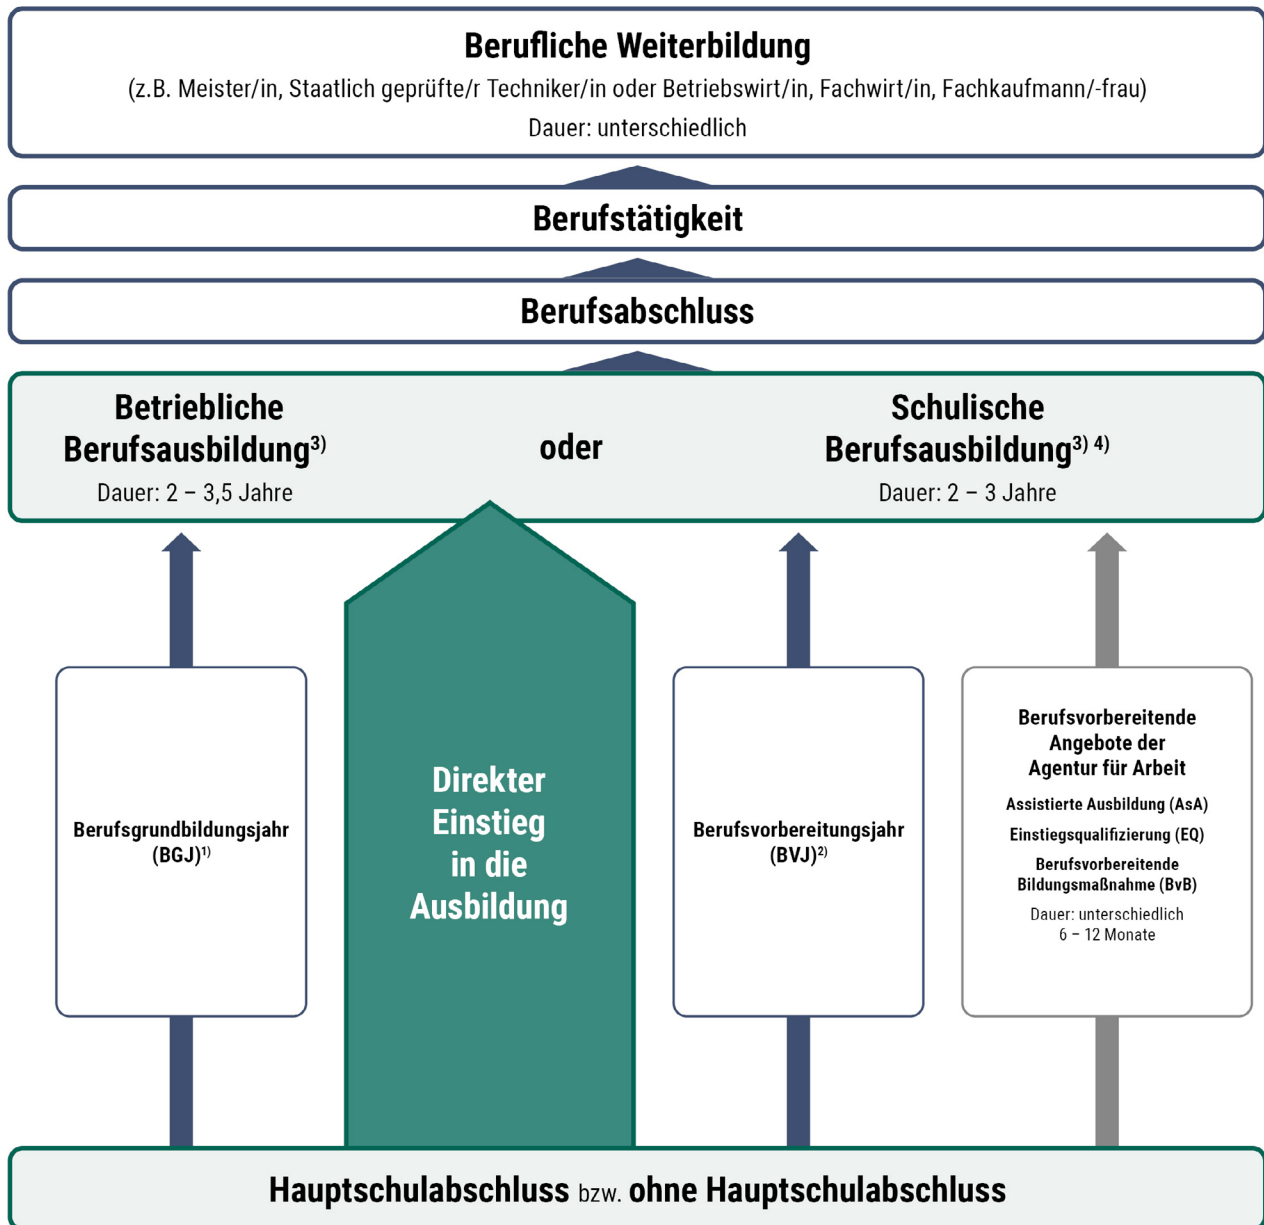 Berufliche Weiterbildung
(z.B. Meister/in, Staatlich geprüfte/r Techniker/in oder Betriebswirt/in, Fachwirt/in, Fachkaufmann/-frau)
Dauer: unterschiedlich
Berufstätigkeit
Berufsabschluss
Betriebliche
Berufsausbildung³⁾
Dauer: 2 – 3,5 Jahre
oder
Schulische
Berufsausbildung³⁾ ⁴⁾
Dauer: 2 – 3 Jahre
Berufsgrundbildungsjahr
(BGJ)¹⁾
Direkter
Einstieg
in die
Ausbildung
Berufsvorbereitungsjahr
(BVJ)²⁾
Berufsvorbereitende
Angebote der
Agentur für Arbeit
Assistierte Ausbildung (AsA)
Einstiegsqualifizierung (EQ)
Berufsvorbereitende
Bildungsmaßnahme (BvB)
Dauer: unterschiedlich
6 – 12 Monate
Hauptschulabschluss bzw. ohne Hauptschulabschluss